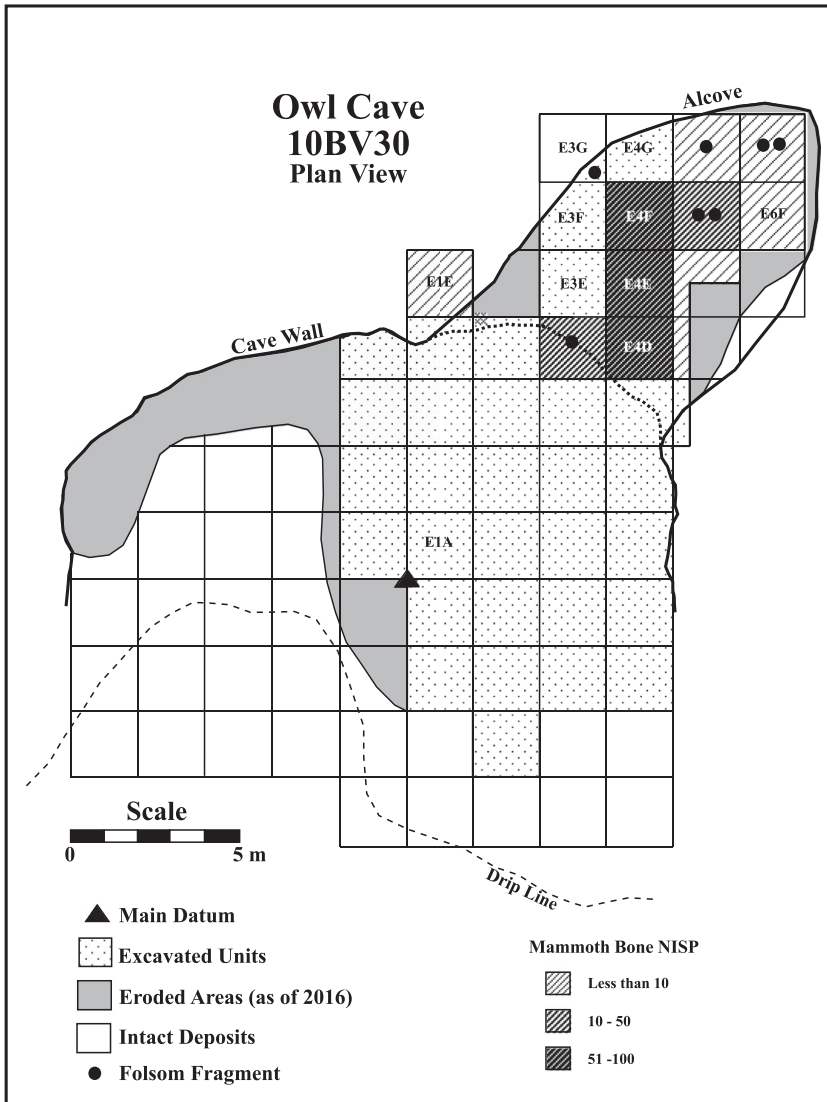 Owl Cave
10BV30
Plan View
Alcove
E3G
E4G
E3F
E4F
E6F
E1E
E3E
E4E
Cave Wall
E4D
E1A
Scale
0
5 m
Drip Line
Main Datum
Excavated Units
Eroded Areas (as of 2016)
Intact Deposits
Folsom Fragment
Mammoth Bone NISP
Less than 10
10 - 50
51 -100